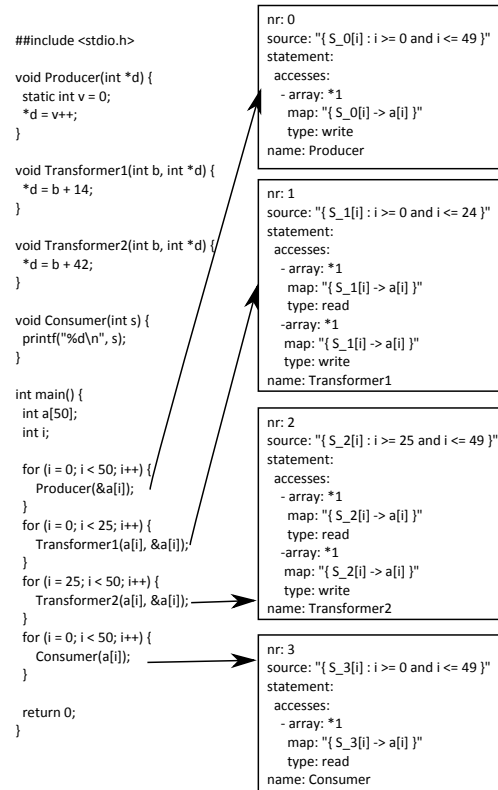 ##include <stdio.h>
void Producer(int *d) {
static int v = 0;
*d = v++;
}
void Transformer1(int b, int *d) {
*d = b + 14;
}
void Transformer2(int b, int *d) {
*d = b + 42;
}
void Consumer(int s) {
printf("%d\n", s);
}
int main() {
int a[50];
int i;
for (i = 0; i < 50; i++) {
Producer(&a[i]);
}
for (i = 0; i < 25; i++) {
Transformer1(a[i], &a[i]);
}
for (i = 25; i < 50; i++) {
Transformer2(a[i], &a[i]);
}
for (i = 0; i < 50; i++) {
Consumer(a[i]);
}
return 0;
}
nr: 0
source: "{ S_0[i] : i >= 0 and i <= 49 }"
statement:
accesses:
- array: *1
map: "{ S_0[i] -> a[i] }"
type: write
name: Producer
nr: 1
source: "{ S_1[i] : i >= 0 and i <= 24 }"
statement:
accesses:
- array: *1
map: "{ S_1[i] -> a[i] }"
type: read
-array: *1
map: "{ S_1[i] -> a[i] }"
type: write
name: Transformer1
nr: 2
source: "{ S_2[i] : i >= 25 and i <= 49 }"
statement:
accesses:
- array: *1
map: "{ S_2[i] -> a[i] }"
type: read
-array: *1
map: "{ S_2[i] -> a[i] }"
type: write
name: Transformer2
nr: 3
source: "{ S_3[i] : i >= 0 and i <= 49 }"
statement:
accesses:
- array: *1
map: "{ S_3[i] -> a[i] }"
type: read
name: Consumer